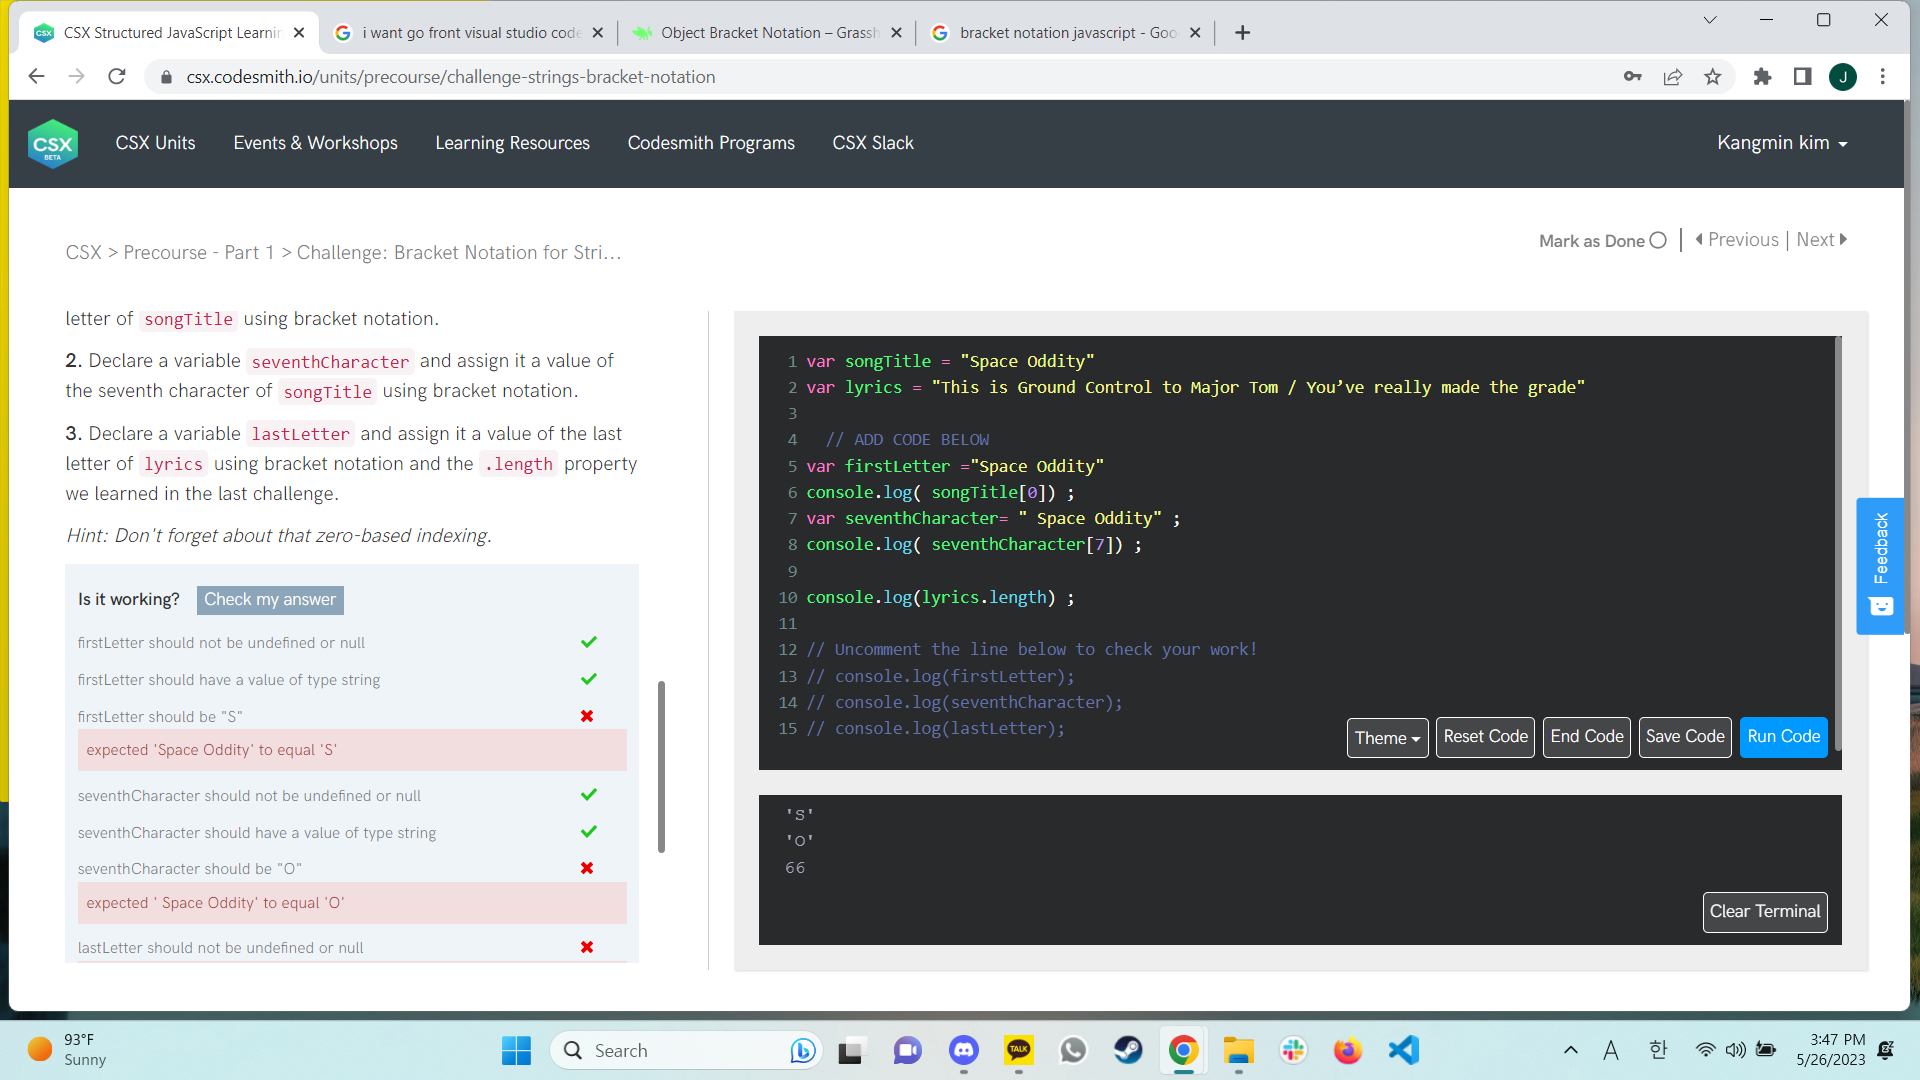 CSX Structured JavaScript Learnin
i want go front visual studio code
Object Bracket Notation – Grassh
bracket notation javascript - Goo
csx.codesmith.io/units/precourse/challenge-strings-bracket-notation
J
CSX
BETA
CSX Units
Events & Workshops
Learning Resources
Codesmith Programs
CSX Slack
Kangmin kim
CSX > Precourse - Part 1 > Challenge: Bracket Notation for Stri...
Mark as Done
Previous | Next
letter of songTitle using bracket notation.
2. Declare a variable seventhCharacter and assign it a value of
the seventh character of songTitle using bracket notation.
3. Declare a variable lastLetter and assign it a value of the last
letter of lyrics using bracket notation and the .length property
we learned in the last challenge.
Hint: Don't forget about that zero-based indexing.
Is it working? Check my answer
firstLetter should not be undefined or null
firstLetter should have a value of type string
firstLetter should be "S"
expected 'Space Oddity' to equal 'S'
seventhCharacter should not be undefined or null
seventhCharacter should have a value of type string
seventhCharacter should be "O"
expected ' Space Oddity' to equal 'O'
lastLetter should not be undefined or null
1 var songTitle = "Space Oddity"
2 var lyrics = "This is Ground Control to Major Tom / You’ve really made the grade"
3
4 // ADD CODE BELOW
5 var firstLetter ="Space Oddity"
6 console.log( songTitle[0]) ;
7 var seventhCharacter= " Space Oddity" ;
8 console.log( seventhCharacter[7]) ;
9
10 console.log(lyrics.length) ;
11
12 // Uncomment the line below to check your work!
13 // console.log(firstLetter);
14 // console.log(seventhCharacter);
15 // console.log(lastLetter);
Theme
Reset Code
End Code
Save Code
Run Code
'S'
'O'
66
Clear Terminal
Feedback
93°F
Sunny
Search
TALK
A
한
3:47 PM
5/26/2023